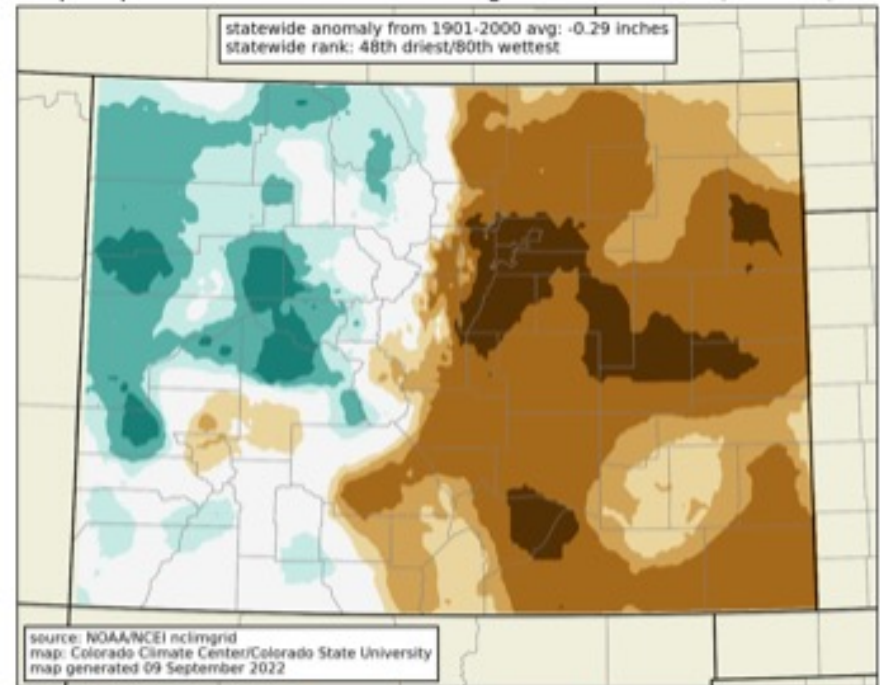 statewide anomaly from 1901-2000 avg: -0.29 inches
statewide rank: 48th driest/80th wettest
source: NOAA/NCEI nclimgrid
map: Colorado Climate Center/Colorado State University
map generated 09 September 2022